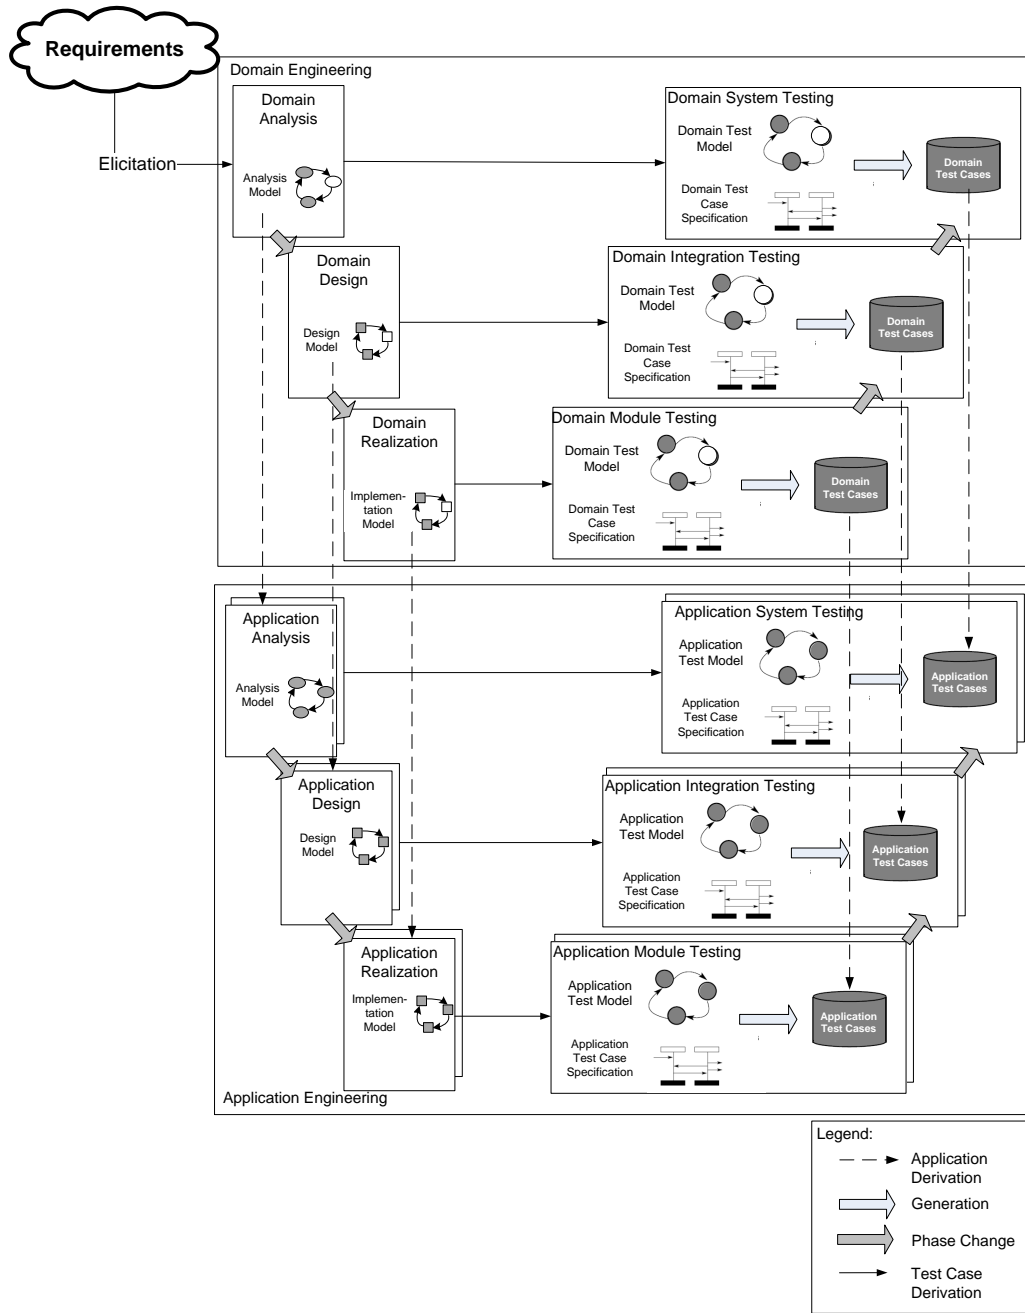 Requirements
Domain Engineering
Elicitation
Domain
Analysis
Analysis
Model
Domain System Testing
Domain Test
Model
Domain Test
Case
Specification
Domain
Test Cases
Domain
Design
Design
Model
Domain Integration Testing
Domain Test
Model
Domain Test
Case
Specification
Domain
Test Cases
Domain
Realization
Implemen-
tation
Model
Domain Module Testing
Domain Test
Model
Domain Test
Case
Specification
Domain
Test Cases
Application
Analysis
Analysis
Model
Application System Testing
Application
Test Model
Application
Test Case
Specification
Application
Test Cases
Application
Design
Design
Model
Application Integration Testing
Application
Test Model
Application
Test Case
Specification
Application
Test Cases
Application
Realization
Implemen-
tation
Model
Application Module Testing
Application
Test Model
Application
Test Case
Specification
Application
Test Cases
Application Engineering
Legend:
Application
Derivation
Generation
Phase Change
Test Case
Derivation